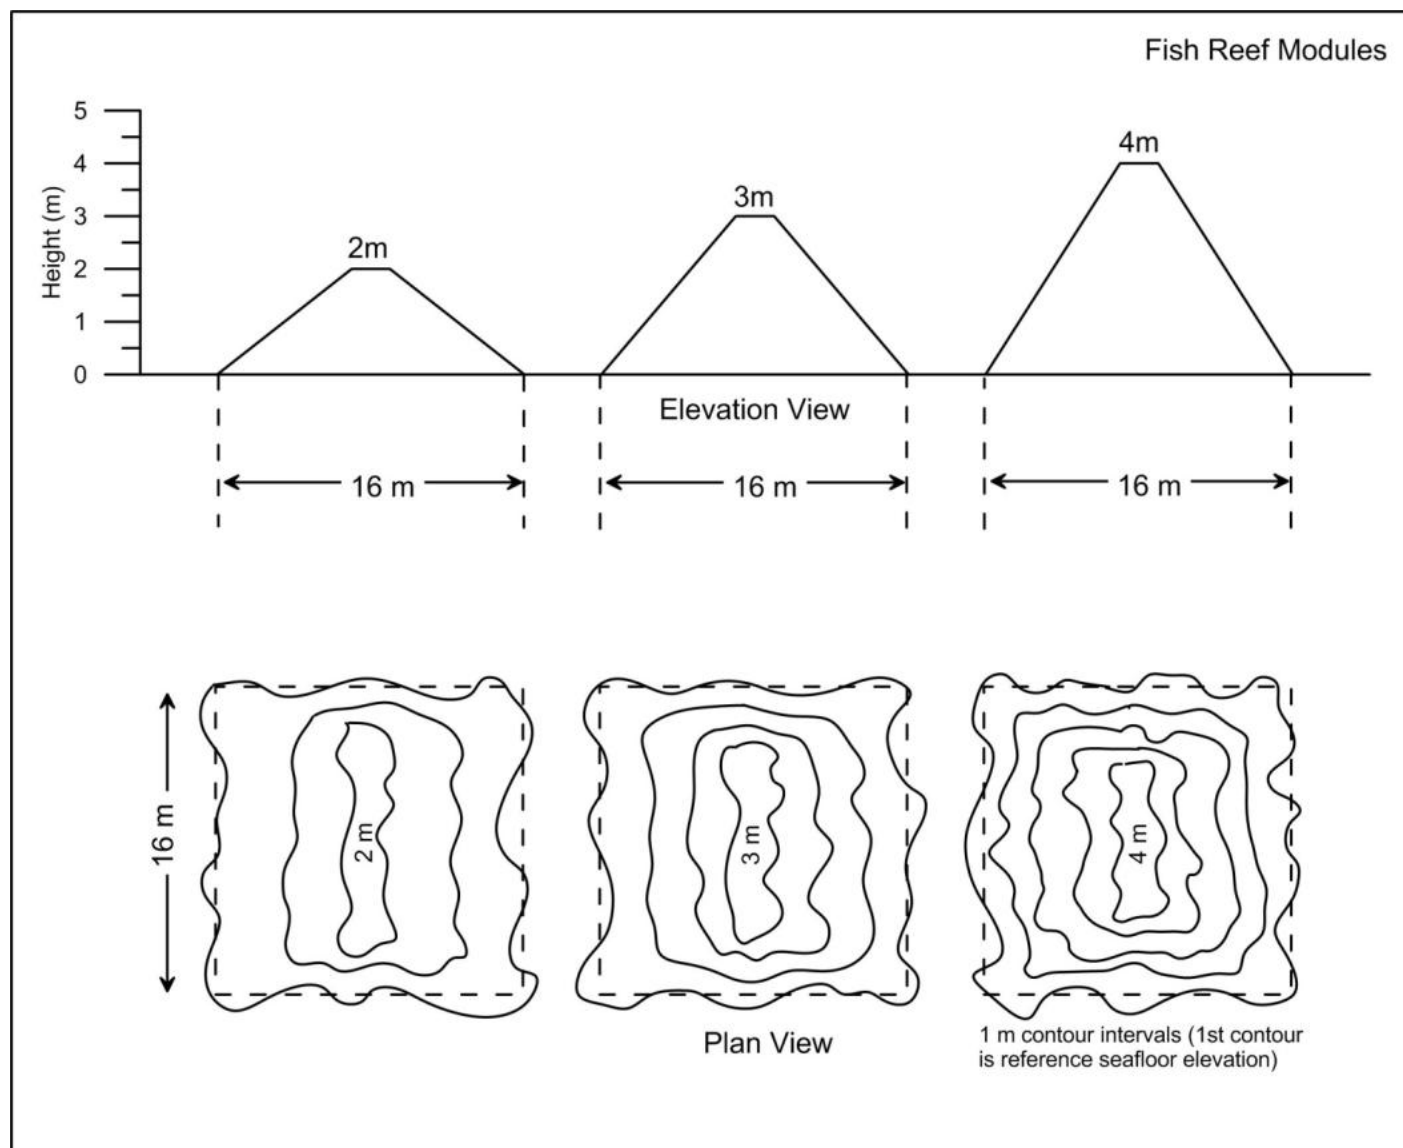 Fish Reef Modules
5
4
3
2
1
0
Height (m)
2m
3m
4m
Elevation View
16 m
16 m
16 m
16 m
2 m
3 m
4 m
Plan View
1 m contour intervals (1st contour
is reference seafloor elevation)